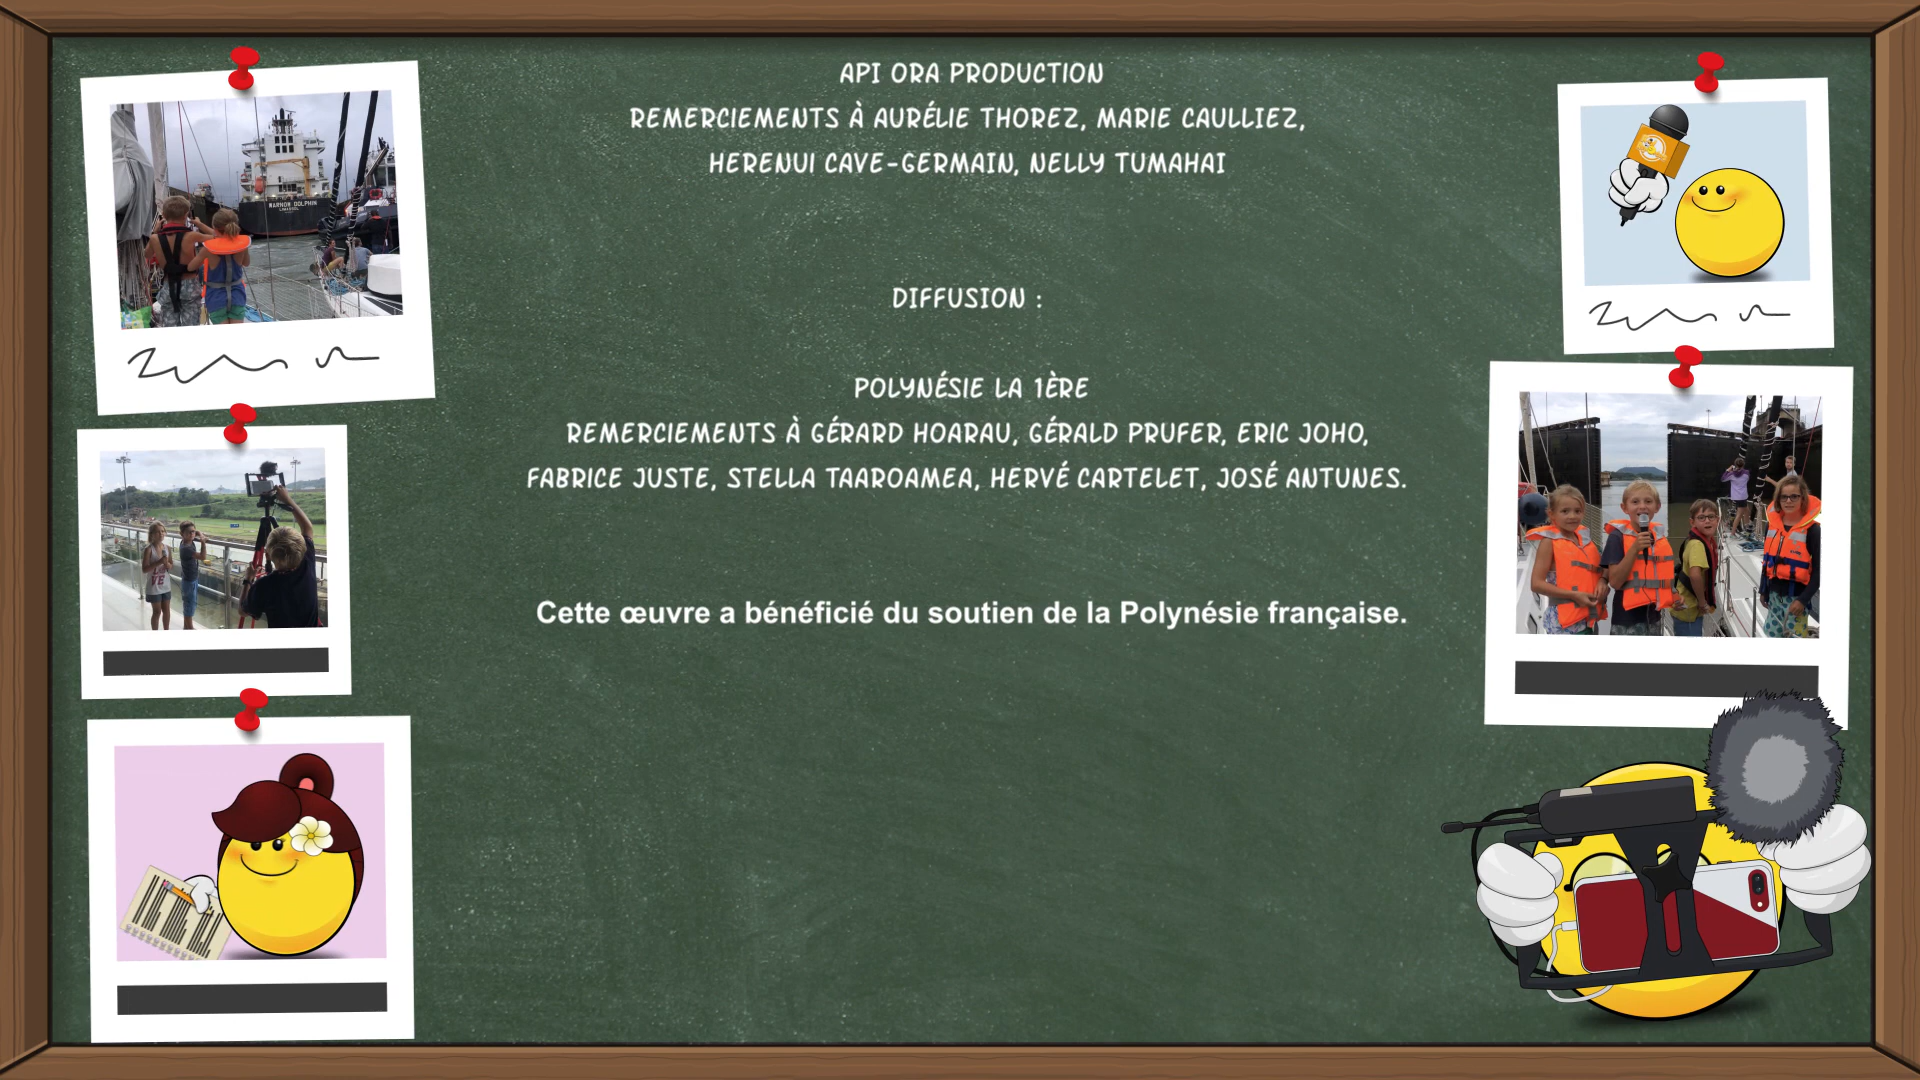 API ORA PRODUCTION
REMERCIEMENTS À AURÉLIE THOREZ, MARIE CAULLIEZ,
HERENUI CAVE-GERMAIN, NELLY TUMAHAI
DIFFUSION :
POLYNÉSIE LA 1ÈRE
REMERCIEMENTS À GÉRARD HOARAU, GÉRALD PRUFER, ERIC JOHO,
FABRICE JUSTE, STELLA TAAROAMEA, HERVÉ CARTELET, JOSÉ ANTUNES.
Cette œuvre a bénéficié du soutien de la Polynésie française.
WARNOW DOLPHIN